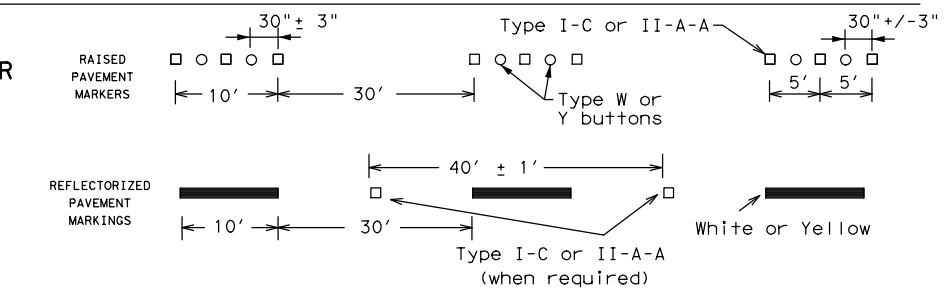 30"± 3"
Type I-C or II-A-A
30"+/-3"
R
RAISED
PAVEMENT
MARKERS
10'
30'
5'
5'
Type W or
Y buttons
40' ± 1'
REFLECTORIZED
PAVEMENT
MARKINGS
10'
30'
White or Yellow
Type I-C or II-A-A
(when required)